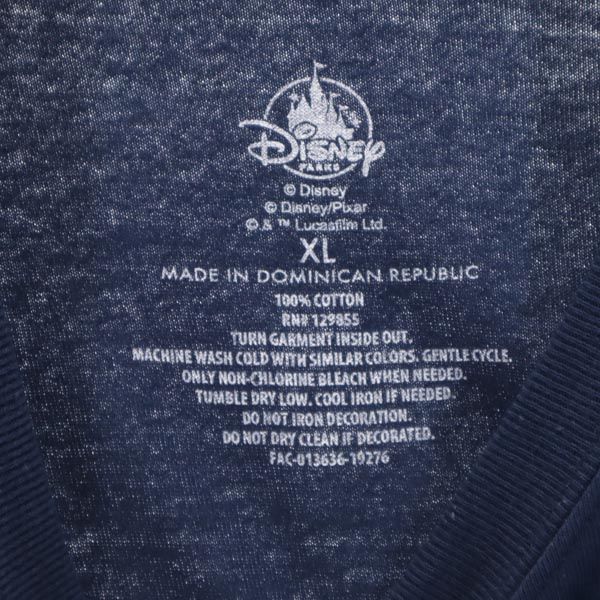 Disney
PARKS
© Disney
© Disney/Pixar
© & ™ Lucasfilm Ltd.
XL
MADE IN DOMINICAN REPUBLIC
100% COTTON
RN# 129855
TURN GARMENT INSIDE OUT.
MACHINE WASH COLD WITH SIMILAR COLORS. GENTLE CYCLE.
ONLY NON-CHLORINE BLEACH WHEN NEEDED.
TUMBLE DRY LOW. COOL IRON IF NEEDED.
DO NOT IRON DECORATION.
DO NOT DRY CLEAN IF DECORATED.
FAC-013636-19276